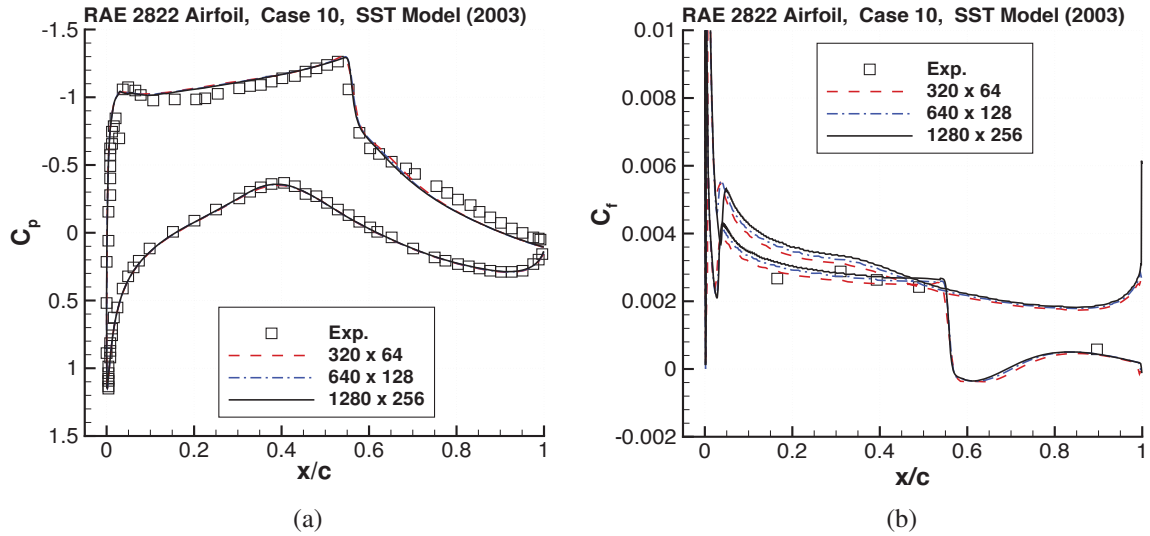 RAE 2822 Airfoil, Case 10, SST Model (2003)
-1.5
-1
-0.5
0
0.5
1
1.5
Cp
Exp.
320 x 64
640 x 128
1280 x 256
0
0.2
0.4
0.6
0.8
1
x/c
(a)
RAE 2822 Airfoil, Case 10, SST Model (2003)
0.01
0.008
0.006
0.004
0.002
0
-0.002
Cf
Exp.
320 x 64
640 x 128
1280 x 256
0
0.2
0.4
0.6
0.8
1
x/c
(b)